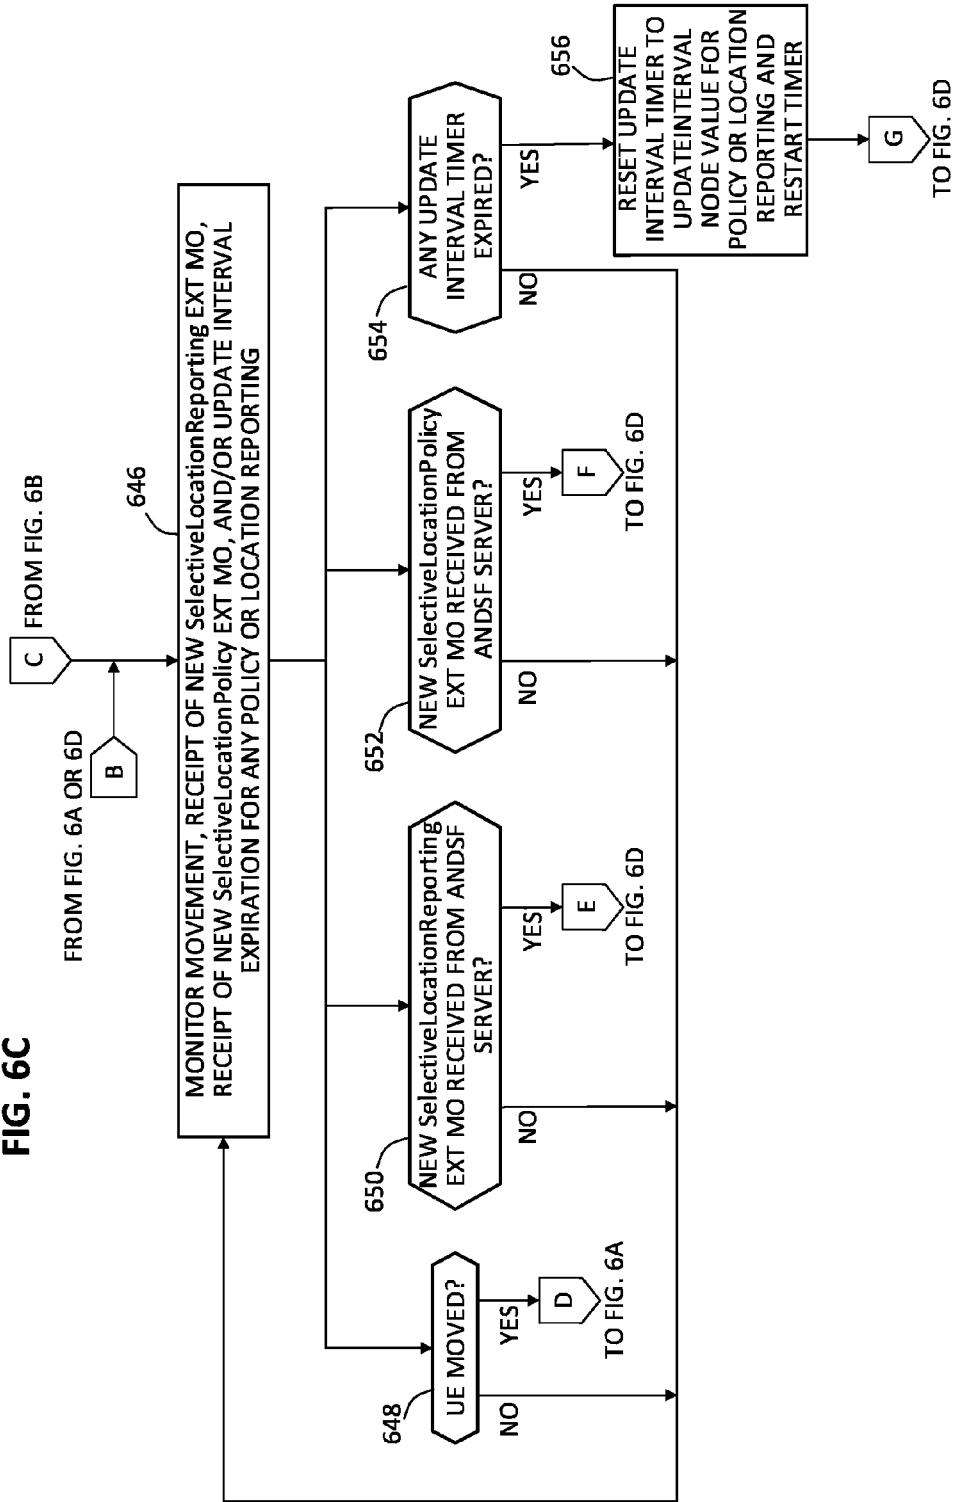 FIG. 6C
C
FROM FIG. 6B
FROM FIG. 6A OR 6D
B
646
MONITOR MOVEMENT, RECEIPT OF NEW SelectiveLocationReporting EXT MO,
RECEIPT OF NEW SelectiveLocationPolicy EXT MO, AND/OR UPDATE INTERVAL
EXPIRATION FOR ANY POLICY OR LOCATION REPORTING
648
UE MOVED?
NO
YES
D
TO FIG. 6A
650
NEW SelectiveLocationReporting
EXT MO RECEIVED FROM ANDSF
SERVER?
NO
YES
E
TO FIG. 6D
652
NEW SelectiveLocationPolicy
EXT MO RECEIVED FROM
ANDSF SERVER?
NO
YES
F
TO FIG. 6D
654
ANY UPDATE
INTERVAL TIMER
EXPIRED?
NO
YES
656
RESET UPDATE
INTERVAL TIMER TO
UPDATEINTERVAL
NODE VALUE FOR
POLICY OR LOCATION
REPORTING AND
RESTART TIMER
G
TO FIG. 6D